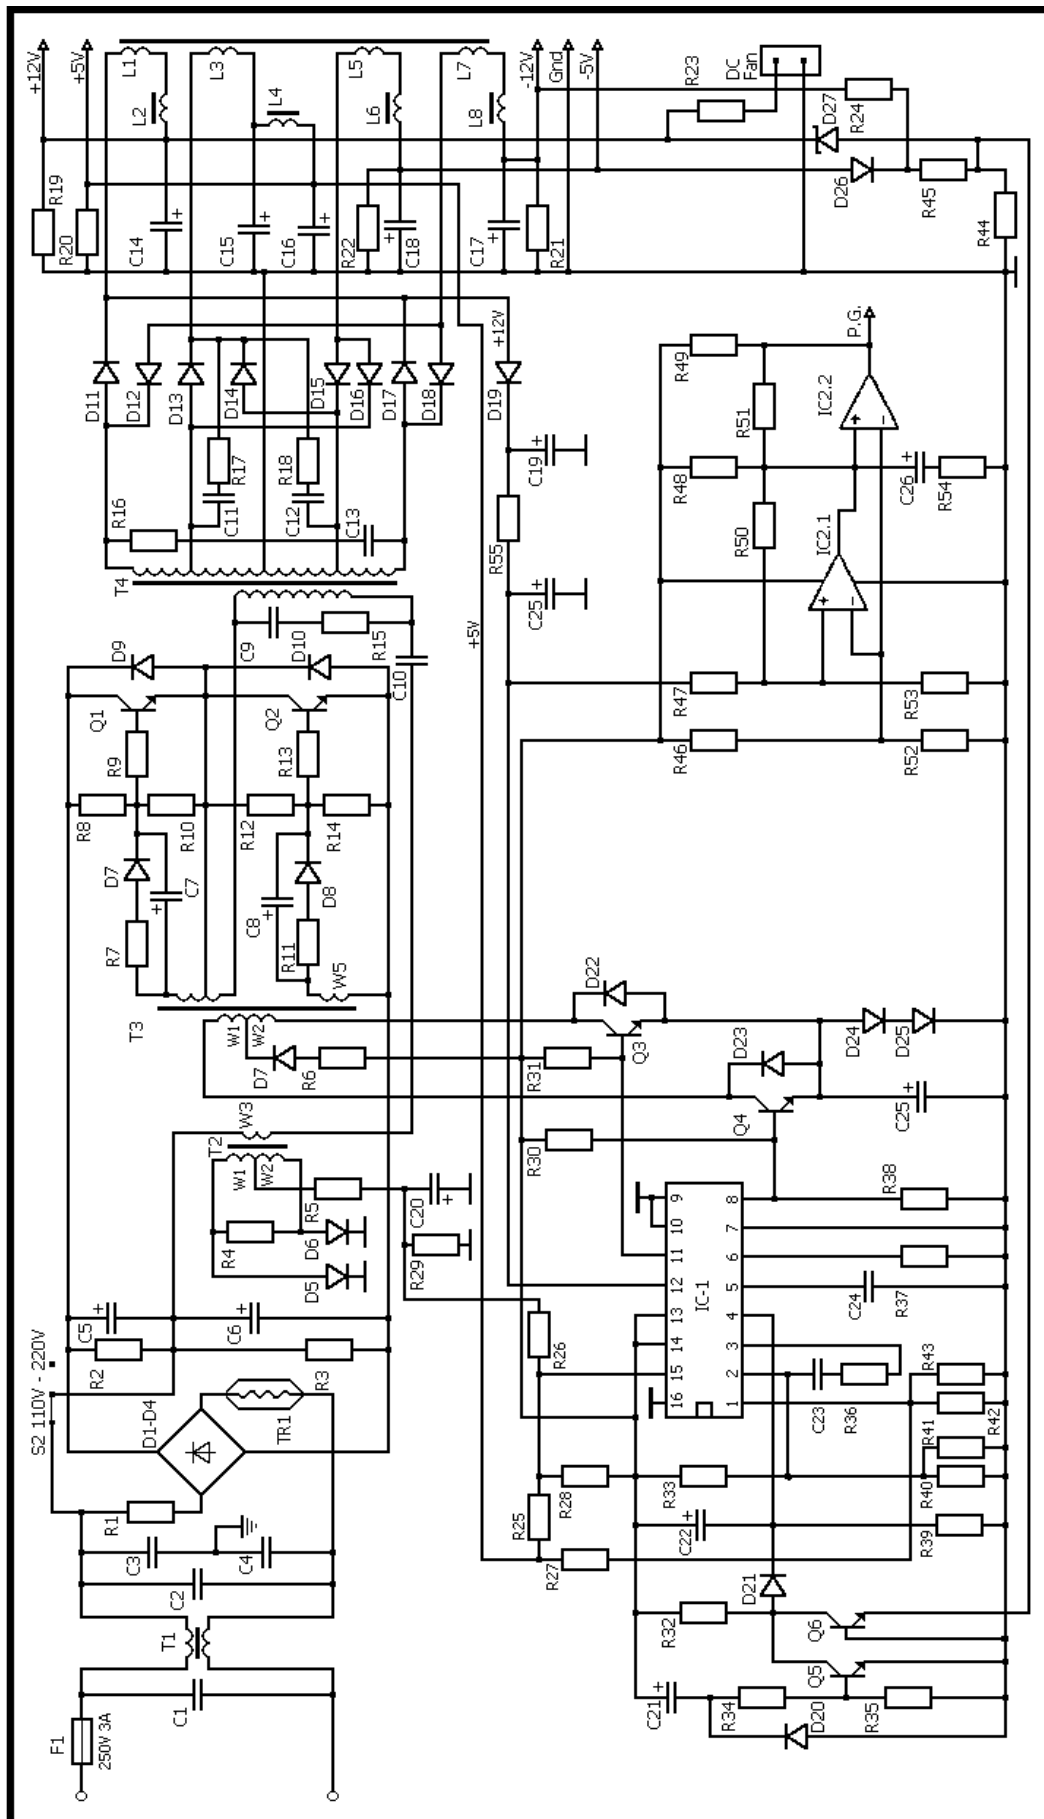 F1
250V 3A
C1
T1
C2
C3
C4
R1
S2 110V - 220V
D1-D4
TR1
R2
R3
C5
C6
D5
D6
R4
R5
T2
W1
W2
W3
R29
C20
T3
W1
W2
D7
R6
R7
D7
C7
R8
R10
R9
Q1
D9
R11
W5
C8
D8
R12
R14
R13
Q2
D10
C9
R15
C10
T4
R16
C13
C11
R17
C12
R18
D11
D12
D13
D14
D15
D16
D17
D18
D19
+12V
C19
R55
C25
+5V
R19
R20
C14
C15
C16
R22
C18
C17
R21
L1
L2
L3
L4
L5
L6
L7
L8
+12V
+5V
-12V
Gnd
-5V
R23
DC
Fan
D27
R24
D26
R45
R44
R49
P.G.
IC2.2
R51
R48
R50
C26
+
R54
IC2.1
R47
R53
R46
R52
D22
Q3
R31
D23
Q4
D24
D25
C25
R30
R38
IC-1
9
10
11
12
13
14
15
16
8
7
6
5
4
3
2
1
C24
R37
R26
C23
R36
R43
R42
R41
R40
R25
R28
R33
C22
R39
R27
D21
R32
Q6
Q5
C21
R34
D20
R35